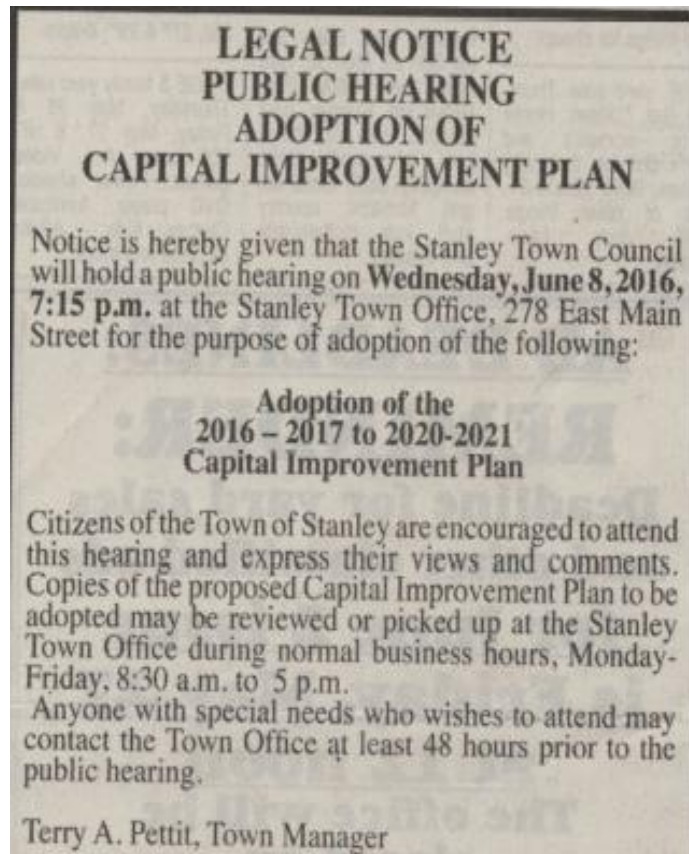 LEGAL NOTICE
PUBLIC HEARING
ADOPTION OF
CAPITAL IMPROVEMENT PLAN
Notice is hereby given that the Stanley Town Council
will hold a public hearing on Wednesday, June 8, 2016,
7:15 p.m. at the Stanley Town Office, 278 East Main
Street for the purpose of adoption of the following:
Adoption of the
2016 – 2017 to 2020-2021
Capital Improvement Plan
Citizens of the Town of Stanley are encouraged to attend
this hearing and express their views and comments.
Copies of the proposed Capital Improvement Plan to be
adopted may be reviewed or picked up at the Stanley
Town Office during normal business hours, Monday-
Friday, 8:30 a.m. to 5 p.m.
Anyone with special needs who wishes to attend may
contact the Town Office at least 48 hours prior to the
public hearing.
Terry A. Pettit, Town Manager